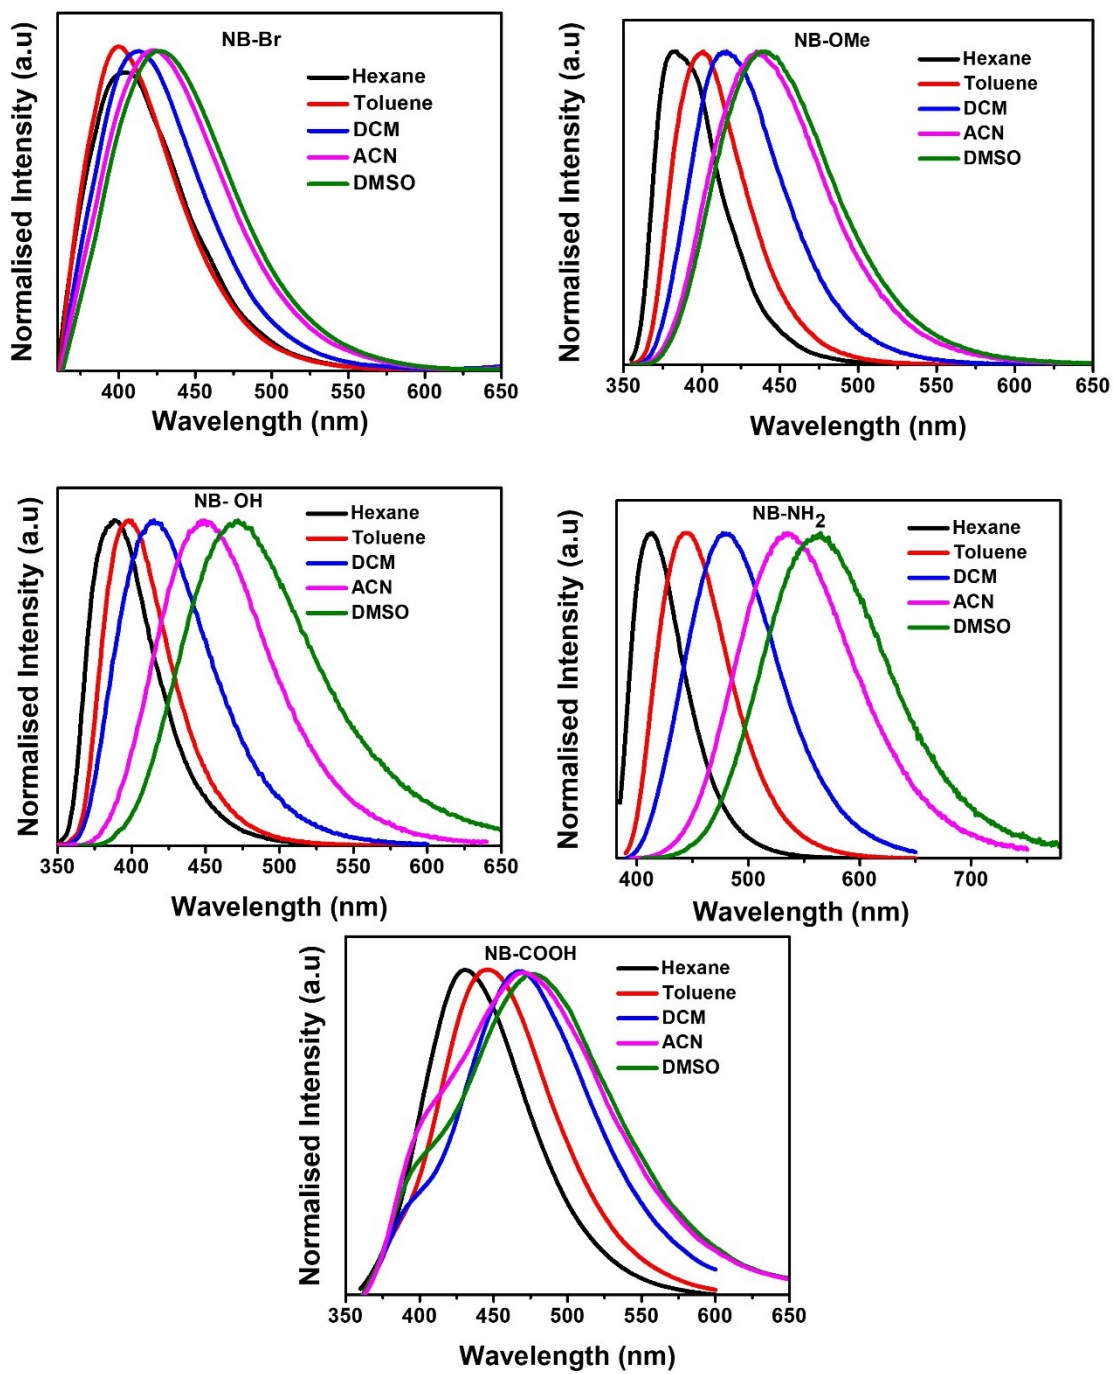 NB-Br
Hexane
Toluene
DCM
ACN
DMSO
Normalised Intensity (a.u)
400 450 500 550 600 650
Wavelength (nm)
NB-OMe
Hexane
Toluene
DCM
ACN
DMSO
Normalised Intensity (a.u)
350 400 450 500 550 600 650
Wavelength (nm)
NB- OH
Hexane
Toluene
DCM
ACN
DMSO
Normalised Intensity (a.u)
350 400 450 500 550 600 650
Wavelength (nm)
NB-NH2
Hexane
Toluene
DCM
ACN
DMSO
Normalised Intensity (a.u)
400 500 600 700
Wavelength (nm)
NB-COOH
Hexane
Toluene
DCM
ACN
DMSO
Normalised Intensity (a.u)
350 400 450 500 550 600 650
Wavelength (nm)